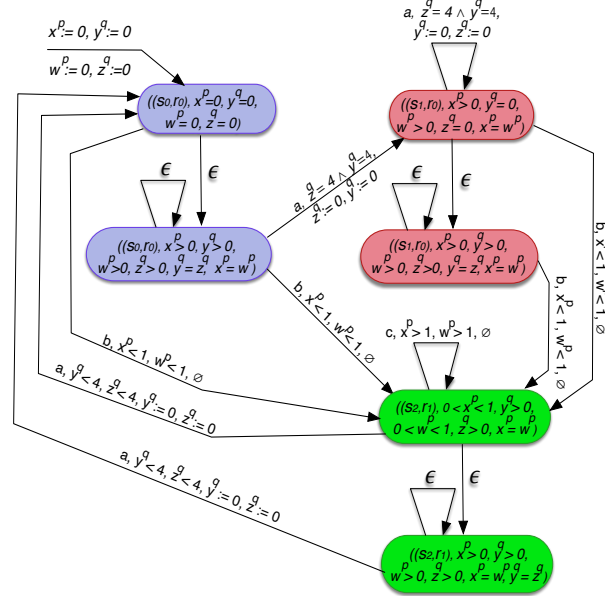 x^p := 0, y^q := 0
w^p := 0, z^q := 0
a, z^q = 4 ∧ y^q = 4,
y^q := 0, z^q := 0
((s₀,r₀), x^p = 0, y^q = 0,
w^p = 0, z^q = 0)
((s₁,r₀), x^p > 0, y^q = 0,
w^p > 0, z^q = 0, x^p = w^p)
ϵ
ϵ
ϵ
ϵ
a, z^q = 4 ∧ y^q = 4,
z^q := 0, y^q := 0
((s₀,r₀), x^p > 0, y^q > 0,
w^p > 0, z^q > 0, y^q = z^q, x^p = w^p)
((s₁,r₀), x^p > 0, y^q > 0,
w^p > 0, z^q > 0, y^q = z^q, x^p = w^p)
b, x^p < 1, w^p < 1, ∅
b, x^p < 1, w^p < 1, ∅
b, x^p < 1, w^p < 1, ∅
b, x^p < 1, w^p < 1, ∅
c, x^p > 1, w^p > 1, ∅
a, y^q < 4, z^q < 4, y^q := 0, z^q := 0
((s₂,r₁), 0 < x^p < 1, y^q > 0,
0 < w^p < 1, z^q > 0, x^p = w^p)
a, y^q < 4, z^q < 4, y^q := 0, z^q := 0
ϵ
ϵ
((s₂,r₁), x^p > 0, y^q > 0,
w^p > 0, z^q > 0, x^p = w^p, y^q = z^q)